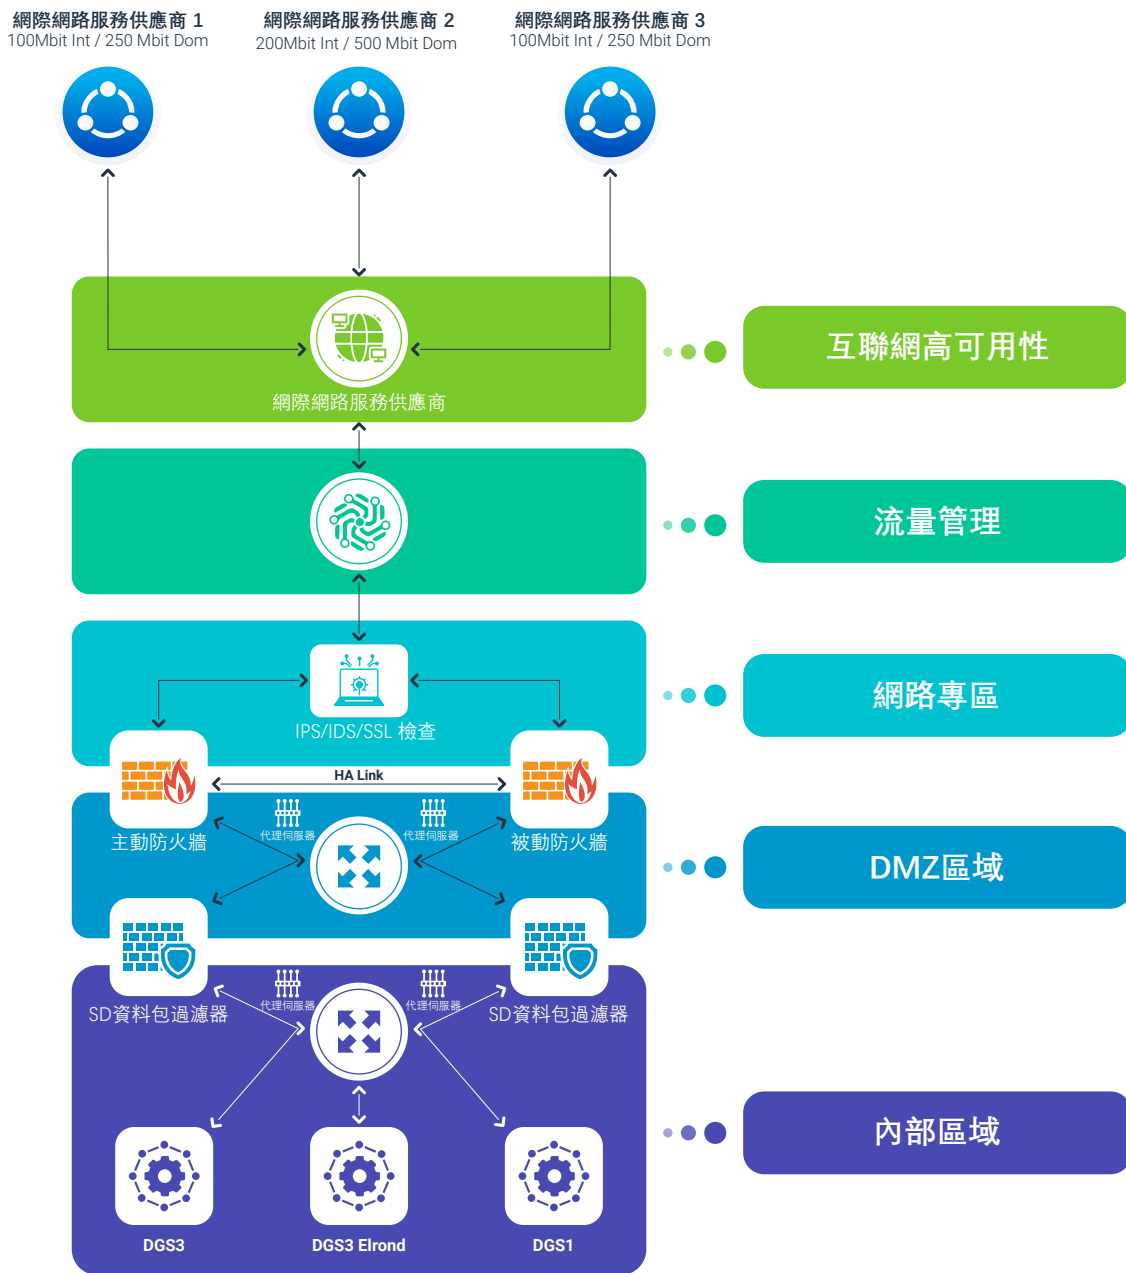 網際網路服務供應商 1
100Mbit Int / 250 Mbit Dom
網際網路服務供應商 2
200Mbit Int / 500 Mbit Dom
網際網路服務供應商 3
100Mbit Int / 250 Mbit Dom
網際網路服務供應商
互聯網高可用性
流量管理
IPS/IDS/SSL 檢查
網路專區
HA Link
代理伺服器
代理伺服器
主動防火牆
被動防火牆
DMZ區域
代理伺服器
代理伺服器
SD資料包過濾器
SD資料包過濾器
內部區域
DGS3
DGS3 Elrond
DGS1